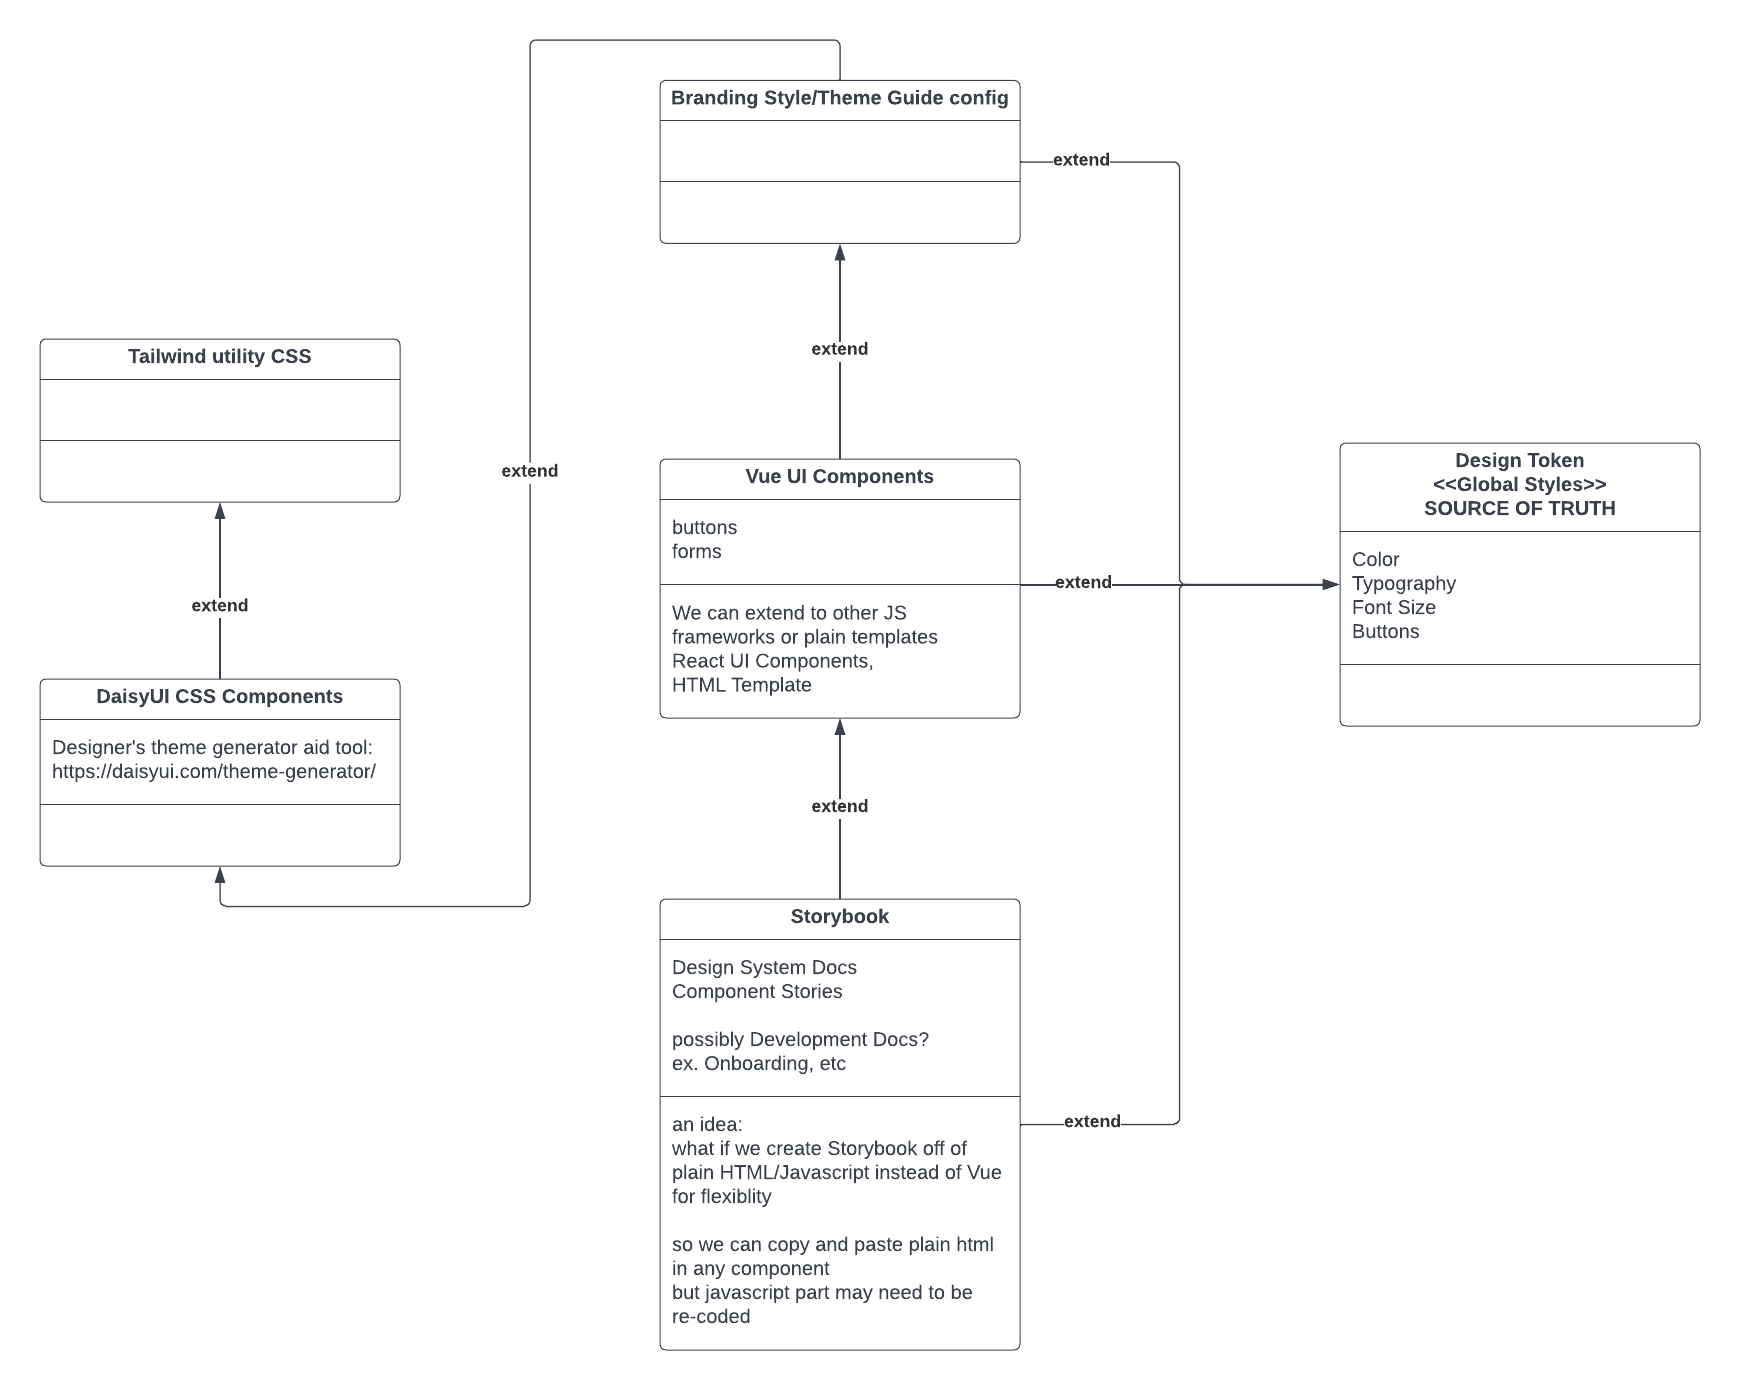 Branding Style/Theme Guide config
extend
extend
Tailwind utility CSS
extend
extend
DaisyUI CSS Components
Designer's theme generator aid tool:
https://daisyui.com/theme-generator/
Vue UI Components
buttons
forms
We can extend to other JS
frameworks or plain templates
React UI Components,
HTML Template
extend
Design Token
<<Global Styles>>
SOURCE OF TRUTH
Color
Typography
Font Size
Buttons
extend
Storybook
Design System Docs
Component Stories
possibly Development Docs?
ex. Onboarding, etc
an idea:
what if we create Storybook off of
plain HTML/Javascript instead of Vue
for flexiblity
so we can copy and paste plain html
in any component
but javascript part may need to be
re-coded
extend